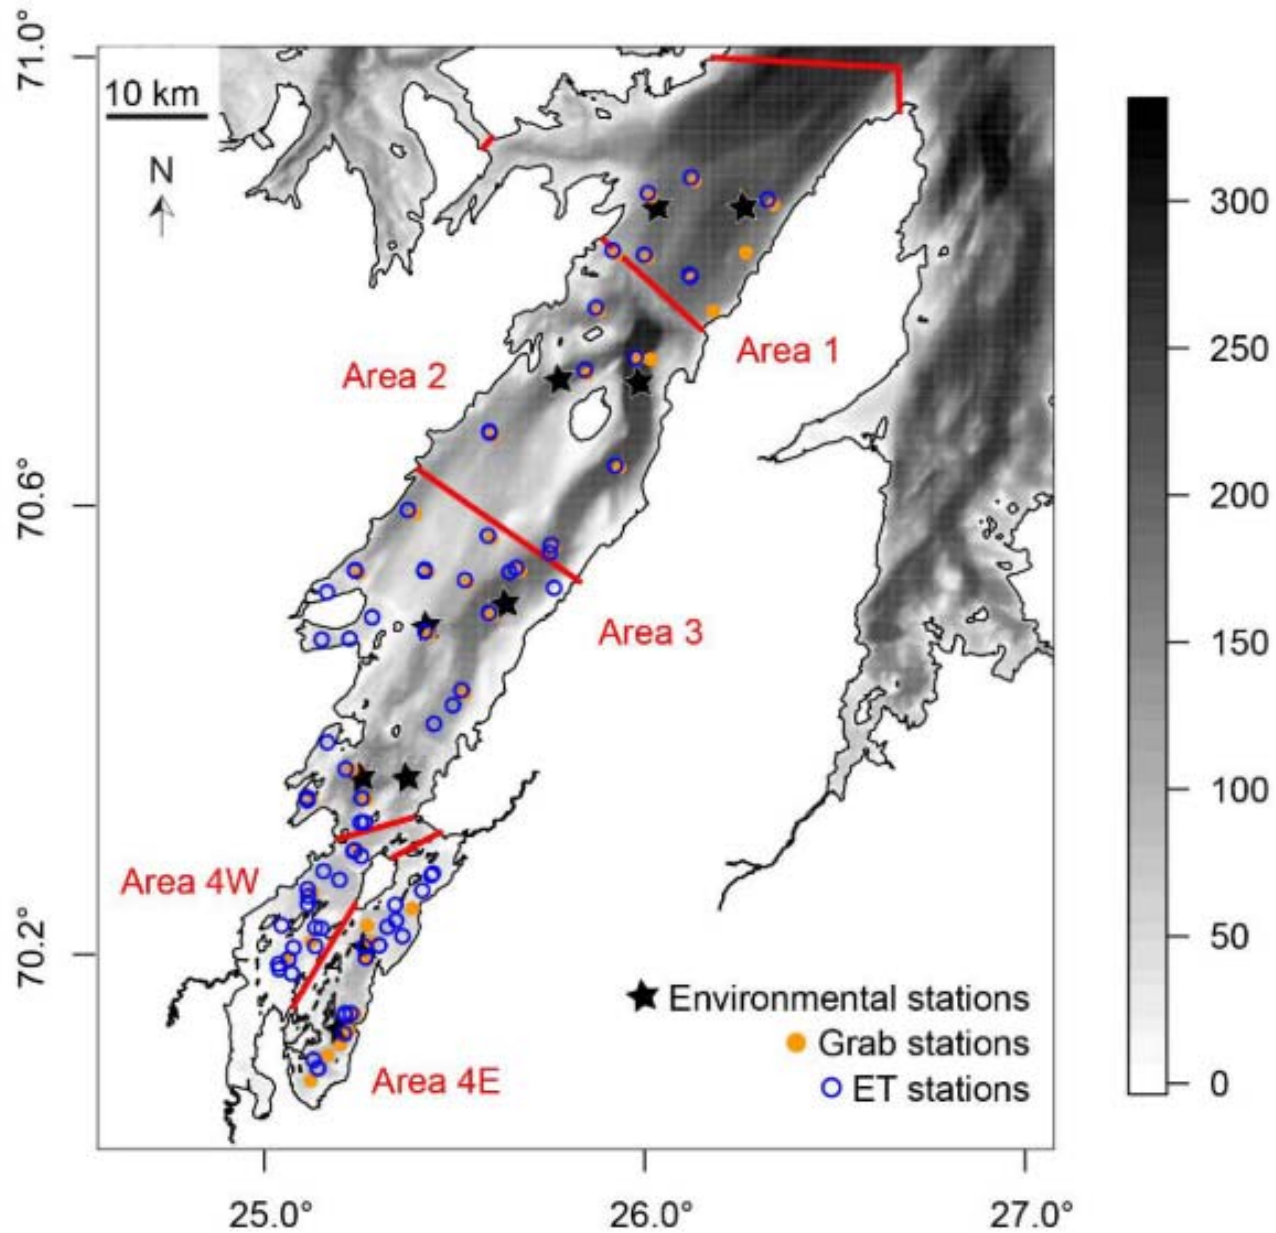 71.0°
10 km
N
300
250
Area 1
Area 2
200
70.6°
150
Area 3
100
Area 4W
50
70.2°
Environmental stations
Grab stations
ET stations
Area 4E
0
25.0°
26.0°
27.0°